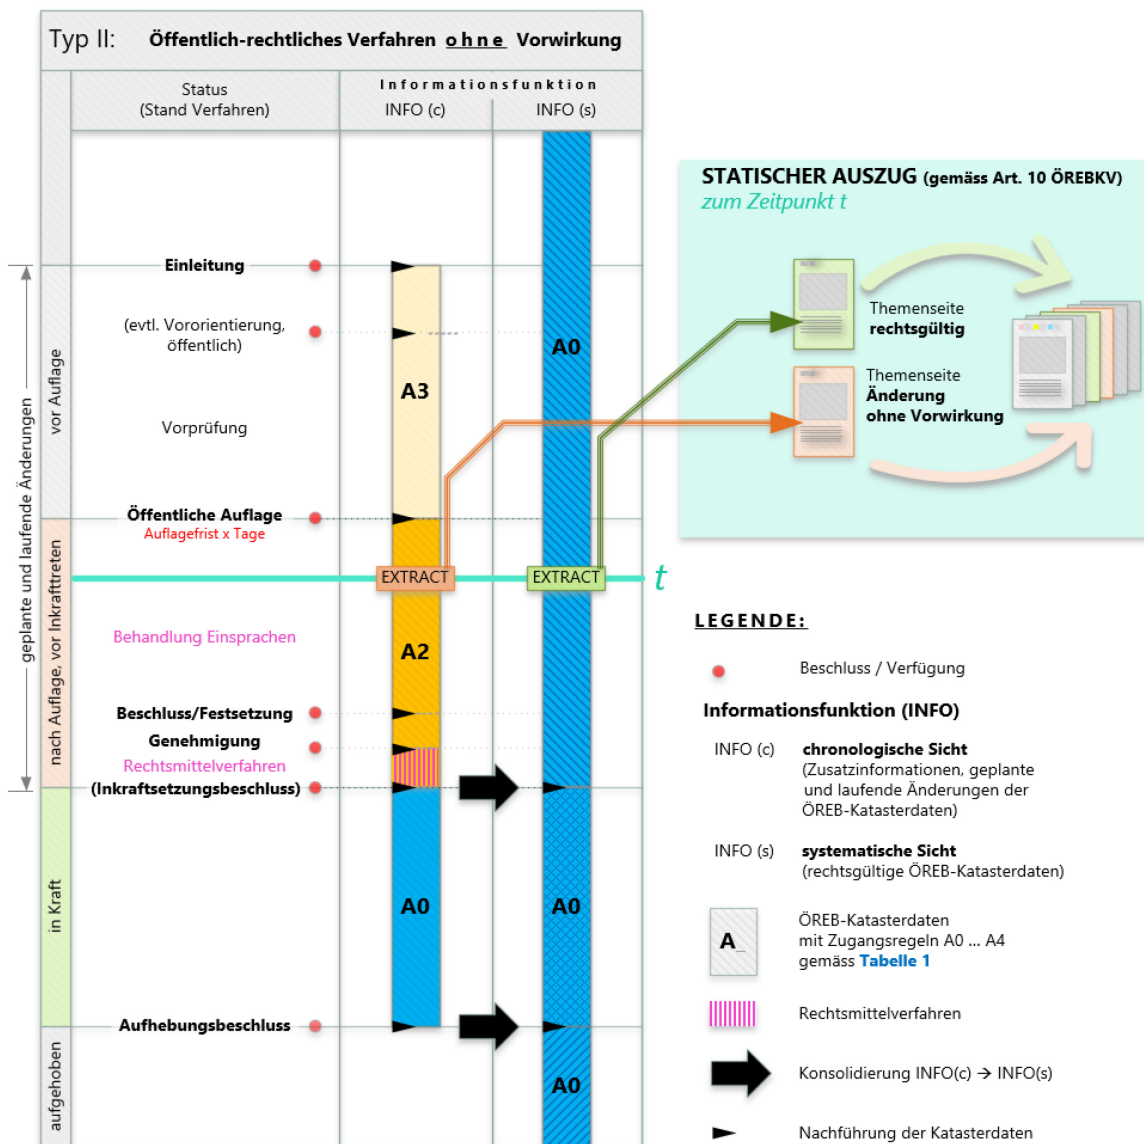 Typ II: Öffentlich-rechtliches Verfahren ohne Vorwirkung
Status
(Stand Verfahren)
Informationsfunktion
INFO (c)
INFO (s)
geplante und laufende Änderungen
vor Auflage
nach Auflage, vor Inkrafttreten
in Kraft
aufgehoben
Einleitung
(evtl. Vororientierung,
öffentlich)
Vorprüfung
Öffentliche Auflage
Auflagefrist x Tage
Behandlung Einsprachen
Beschluss/Festsetzung
Genehmigung
Rechtsmittelverfahren
(Inkraftsetzungsbeschluss)
Aufhebungsbeschluss
A3
EXTRACT
A2
A0
A0
EXTRACT
A0
A0
t
STATISCHER AUSZUG (gemäss Art. 10 ÖREBKV)
zum Zeitpunkt t
Themenseite
rechtsgültig
Themenseite
Änderung
ohne Vorwirkung
LEGENDE:
Beschluss / Verfügung
Informationsfunktion (INFO)
INFO (c) chronologische Sicht
(Zusatzinformationen, geplante
und laufende Änderungen der
ÖREB-Katasterdaten)
INFO (s) systematische Sicht
(rechtsgültige ÖREB-Katasterdaten)
A_
ÖREB-Katasterdaten
mit Zugangsregeln A0 ... A4
gemäss Tabelle 1
Rechtsmittelverfahren
Konsolidierung INFO(c) → INFO(s)
Nachführung der Katasterdaten